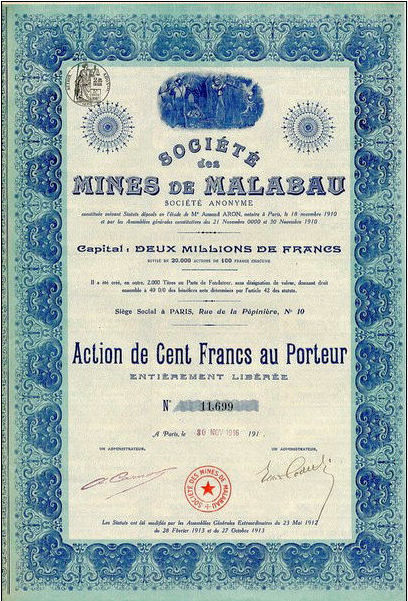 SOCIÉTÉ
des
MINES DE MALABAU
SOCIÉTÉ ANONYME
constituée suivant Statuts déposés en l'étude de Me Armand ARON, notaire à Paris, le 18 novembre 1910
et par les Assemblées générales constitutives des 21 Novembre 0000 et 30 Novembre 1910
Capital : DEUX MILLIONS DE FRANCS
DIVISÉ EN 20.000 ACTIONS DE 100 FRANCS CHACUNE
Il a été créé, en outre, 2.000 Titres ou Parts de Fondateur, sans désignation de valeur, donnant droit
ensemble à 40 0/0 des bénéfices nets déterminés par l'article 42 des statuts.
Siège Social à PARIS, Rue de la Pépinière, No 10
Action de Cent Francs au Porteur
ENTIÈREMENT LIBÉRÉE
No 11,699
A Paris, le 30 NOV 1916 191 .
UN ADMINISTRATEUR, UN ADMINISTRATEUR,
SOCIÉTÉ DES MINES DE MALABAU
Les Statuts ont été modifiés par les Assemblées Générales Extraordinaires du 23 Mai 1912
du 28 Février 1913 et du 27 Octobre 1913